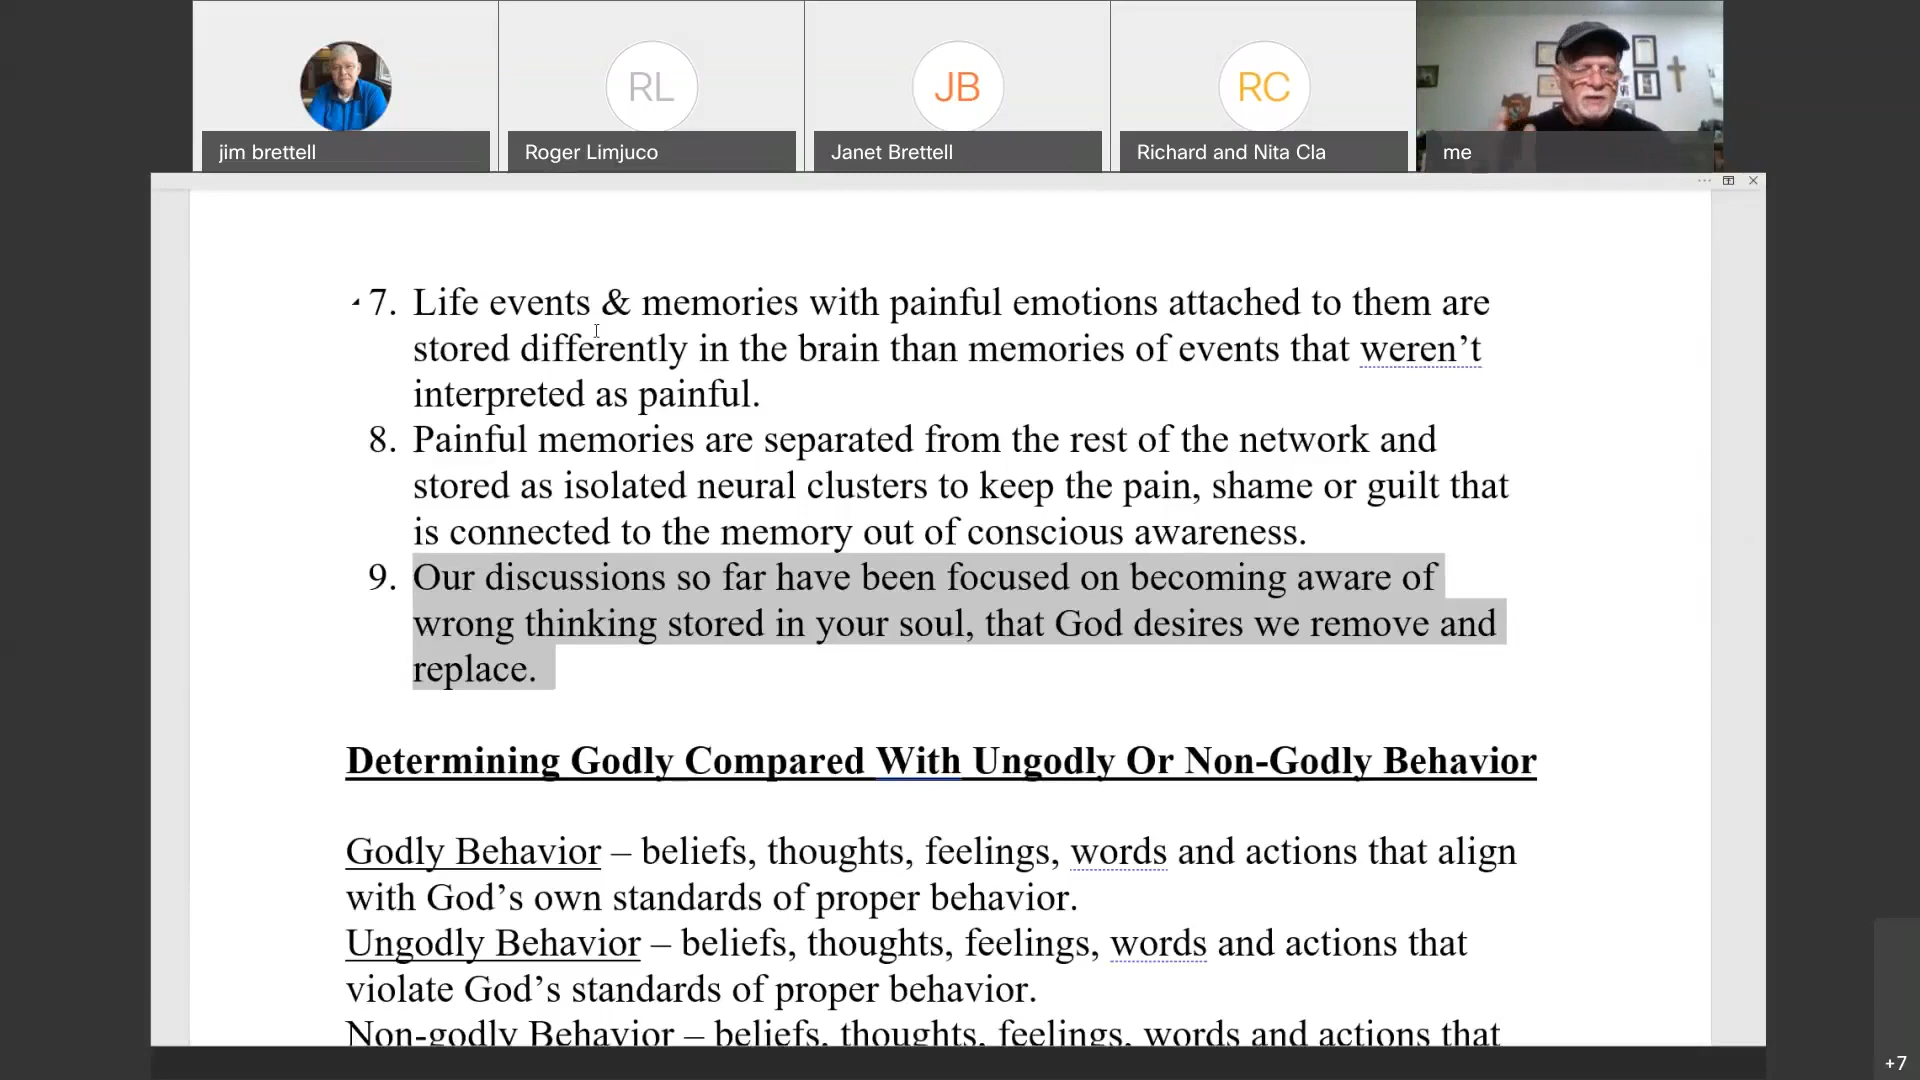 RL
JB
RC
jim brettell
Roger Limjuco
Janet Brettell
Richard and Nita Cla
me
7. Life events & memories with painful emotions attached to them are
stored differently in the brain than memories of events that weren’t
interpreted as painful.
8. Painful memories are separated from the rest of the network and
stored as isolated neural clusters to keep the pain, shame or guilt that
is connected to the memory out of conscious awareness.
9. Our discussions so far have been focused on becoming aware of
wrong thinking stored in your soul, that God desires we remove and
replace.
Determining Godly Compared With Ungodly Or Non-Godly Behavior
Godly Behavior – beliefs, thoughts, feelings, words and actions that align
with God’s own standards of proper behavior.
Ungodly Behavior – beliefs, thoughts, feelings, words and actions that
violate God’s standards of proper behavior.
Non-godly Behavior – beliefs, thoughts, feelings, words and actions that
+7